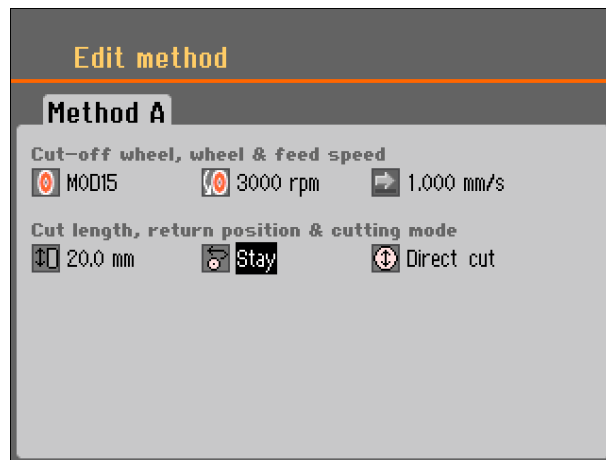 Edit method
Method A
Cut-off wheel, wheel & feed speed
MOD15 3000 rpm 1.000 mm/s
Cut length, return position & cutting mode
20.0 mm Stay Direct cut